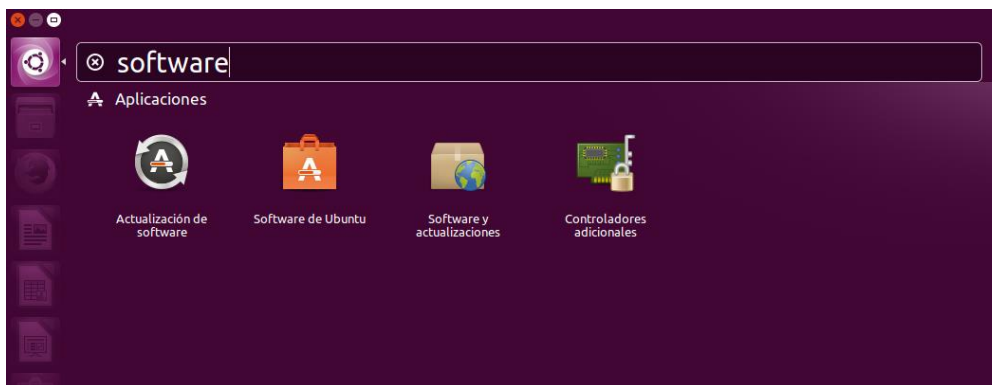 software
Aplicaciones
Actualización de
software
Software de Ubuntu
Software y
actualizaciones
Controladores
adicionales